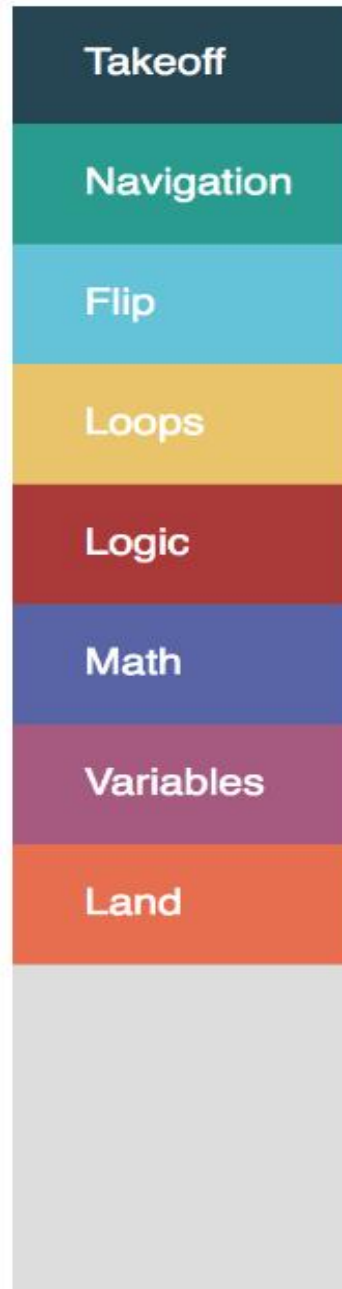 Takeoff
Navigation
Flip
Loops
Logic
Math
Variables
Land